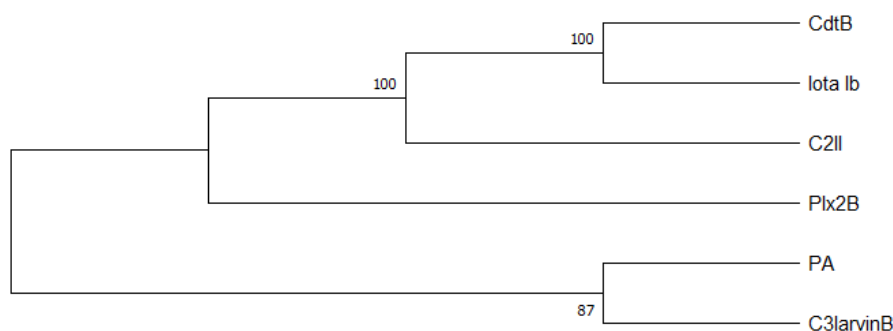 CdtB
100
Iota Ib
100
C2II
Plx2B
PA
87
C3larvinB